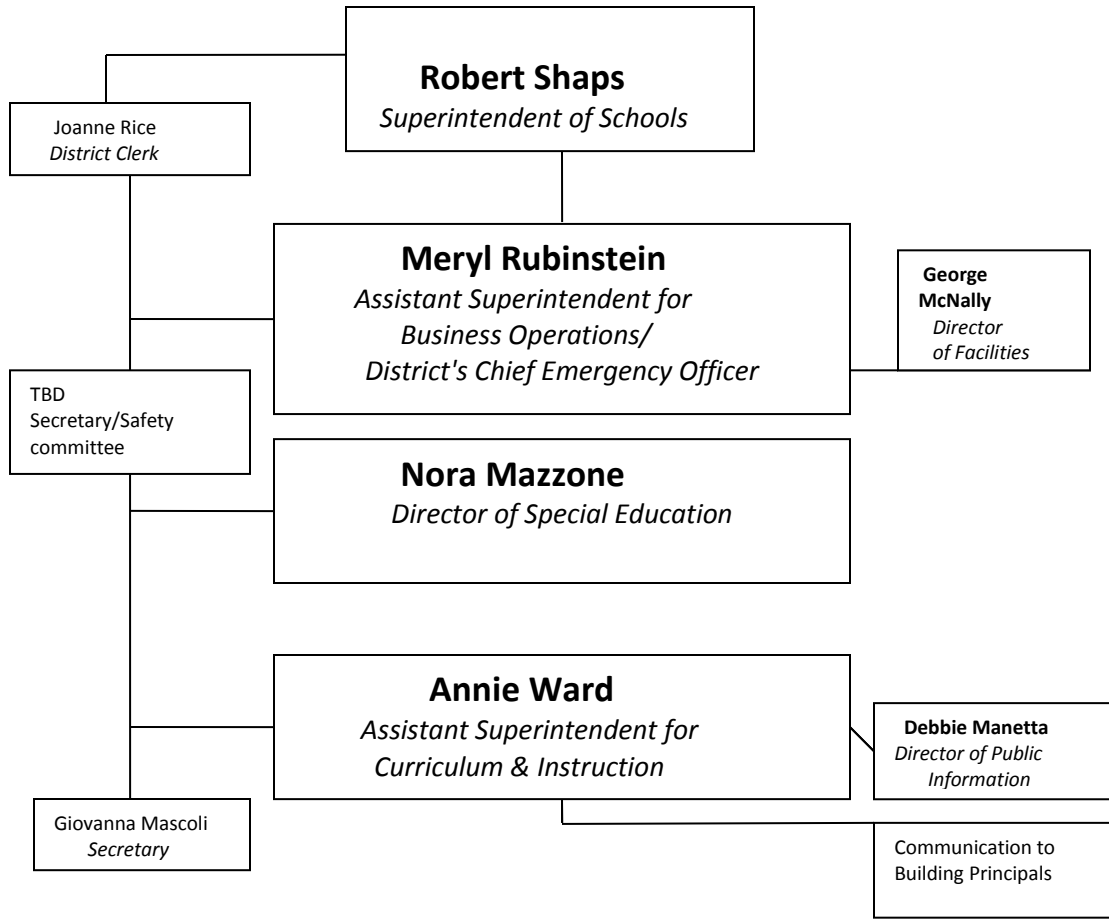 Robert Shaps
Superintendent of Schools
Joanne Rice
District Clerk
Meryl Rubinstein
Assistant Superintendent for
Business Operations/
District's Chief Emergency Officer
George
McNally
Director
of Facilities
TBD
Secretary/Safety
committee
Nora Mazzone
Director of Special Education
Annie Ward
Assistant Superintendent for
Curriculum & Instruction
Debbie Manetta
Director of Public
Information
Giovanna Mascoli
Secretary
Communication to
Building Principals